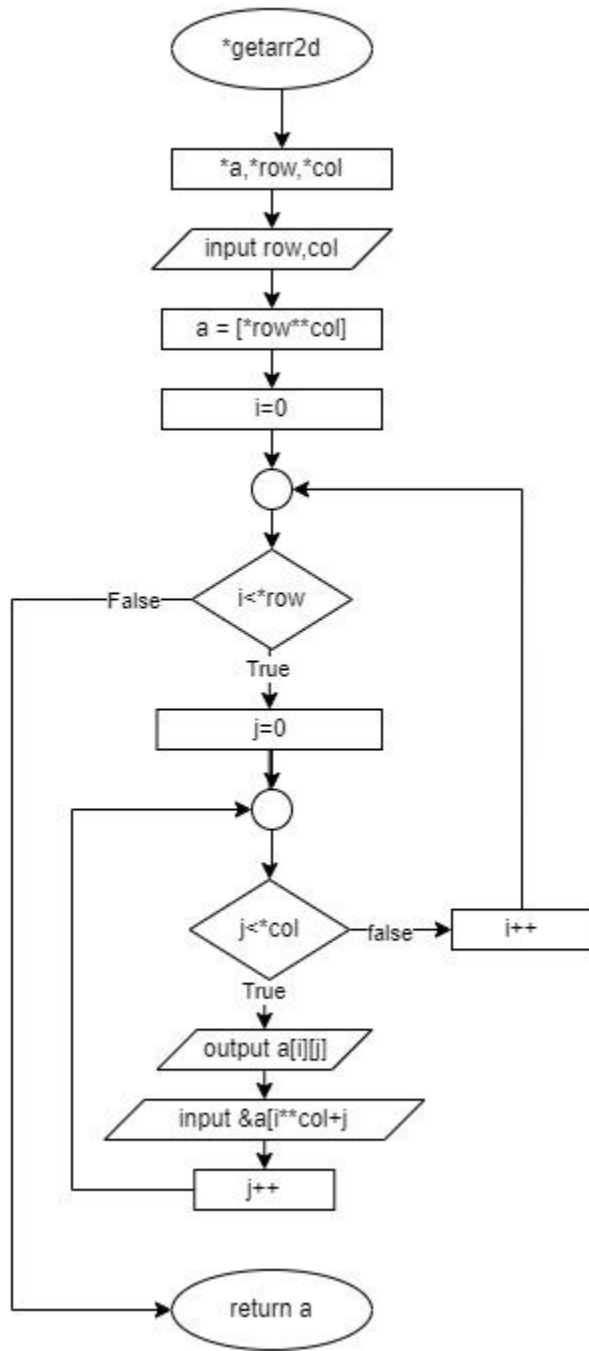 *getarr2d
*a,*row,*col
input row,col
a = [*row**col]
i=0
i<*row
False
True
j=0
j<*col
false
i++
True
output a[i][j]
input &a[i**col+j
j++
return a